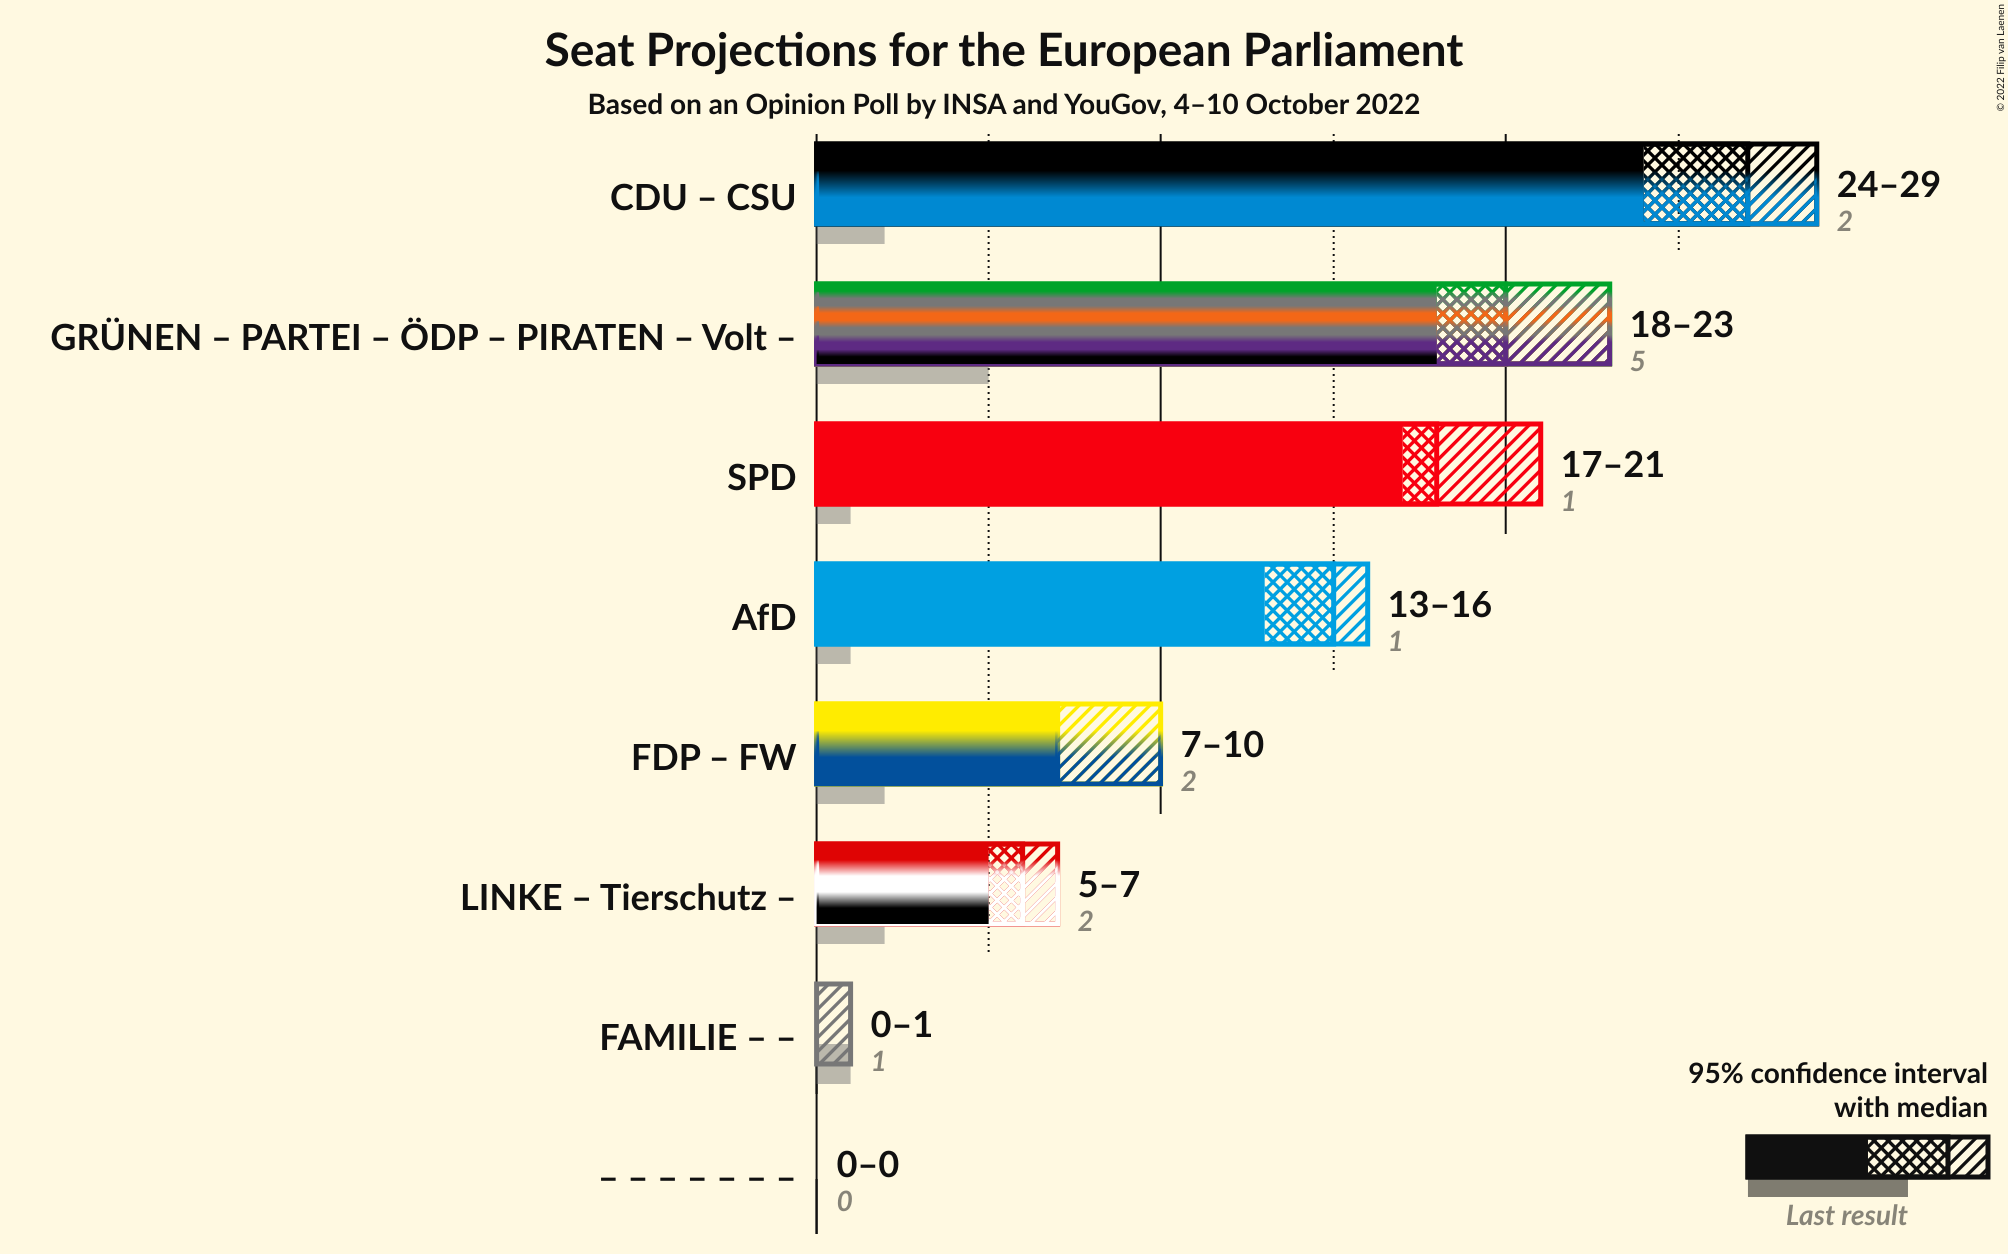 Seat Projections for the European Parliament
Based on an Opinion Poll by INSA and YouGov, 4–10 October 2022
© 2022 Filip van Laenen
CDU – CSU
24–29
2
GRÜNEN – PARTEI – ÖDP – PIRATEN – Volt –
18–23
5
SPD
17–21
1
AfD
13–16
1
FDP – FW
7–10
2
LINKE – Tierschutz –
5–7
2
FAMILIE – –
0–1
1
– – – – – – –
0–0
0
95% confidence interval
with median
Last result